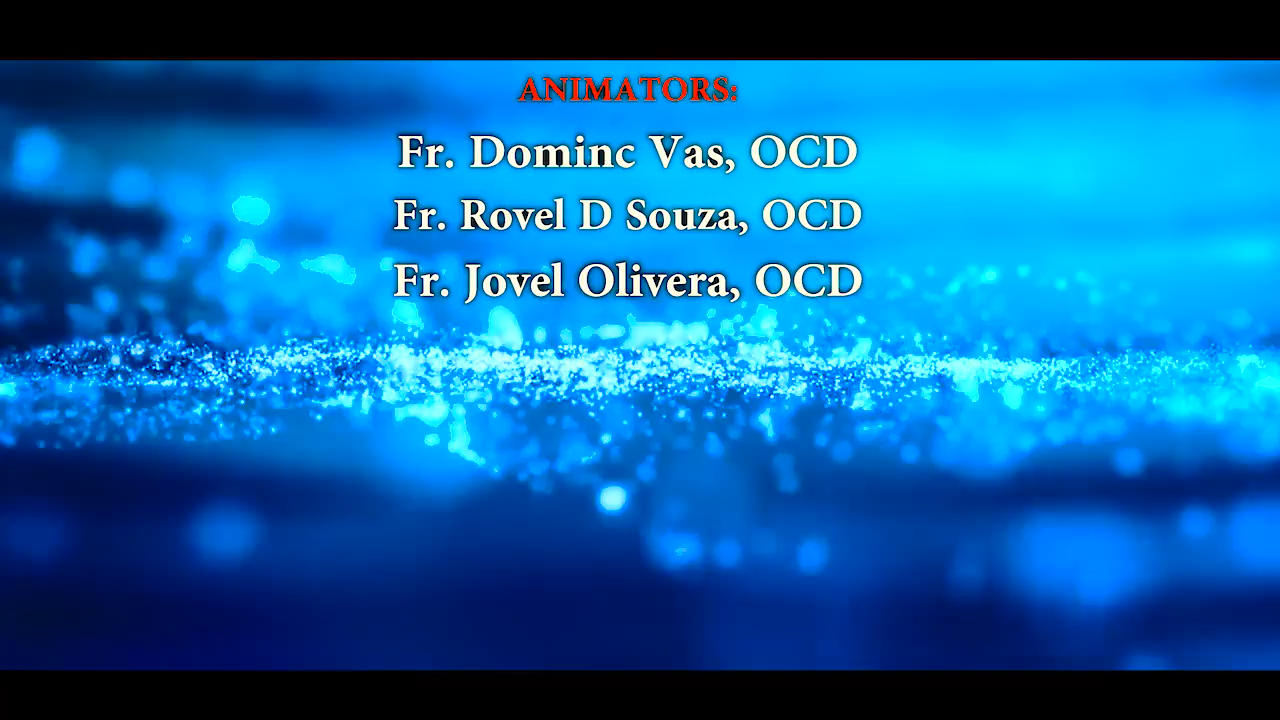 ANIMATORS:
Fr. Dominc Vas, OCD
Fr. Rovel D Souza, OCD
Fr. Jovel Olivera, OCD